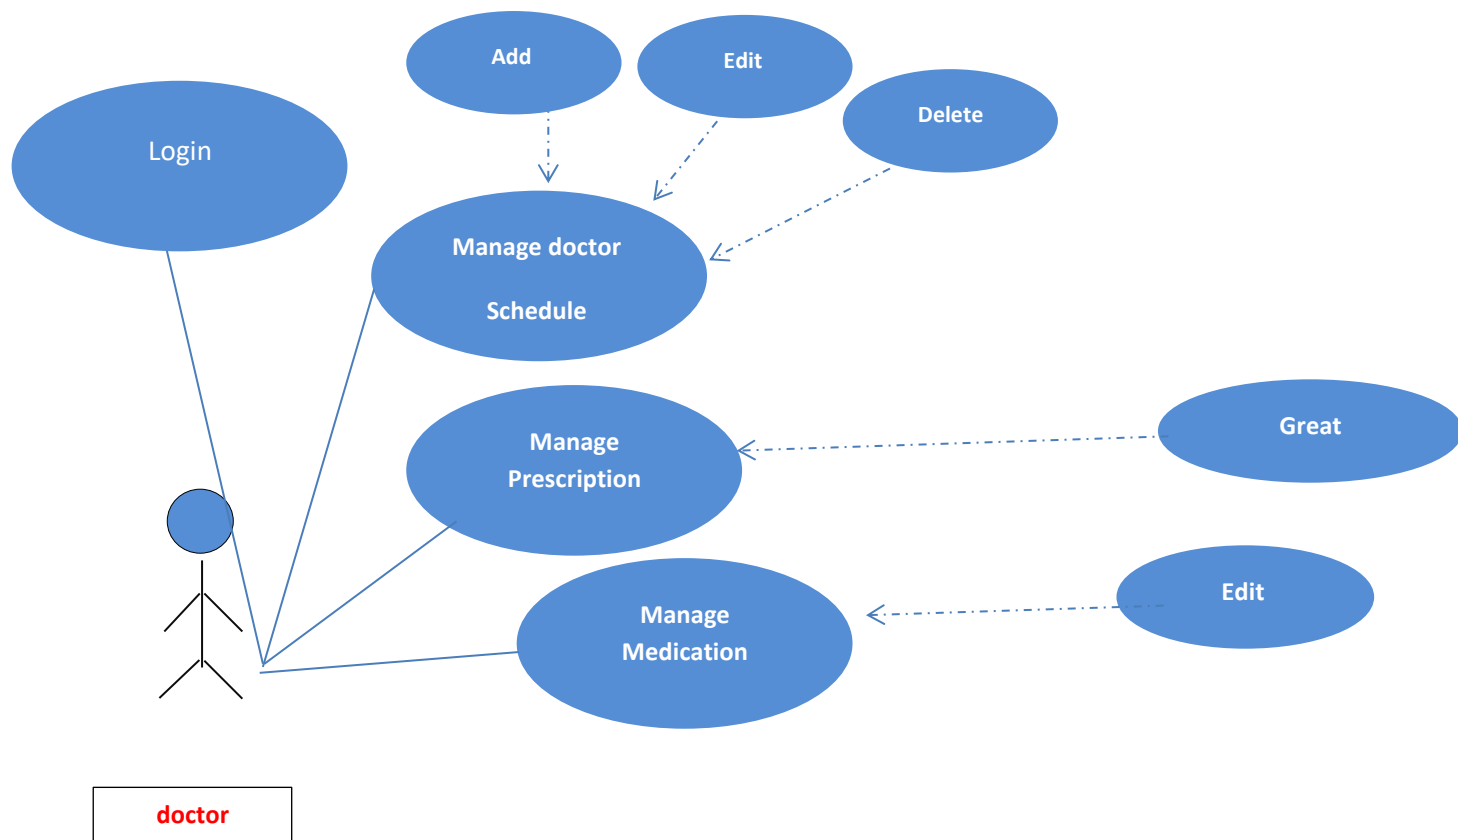 Add
Edit
Delete
Login
Manage doctor
Schedule
Great
Manage
Prescription
Edit
Manage
Medication
doctor